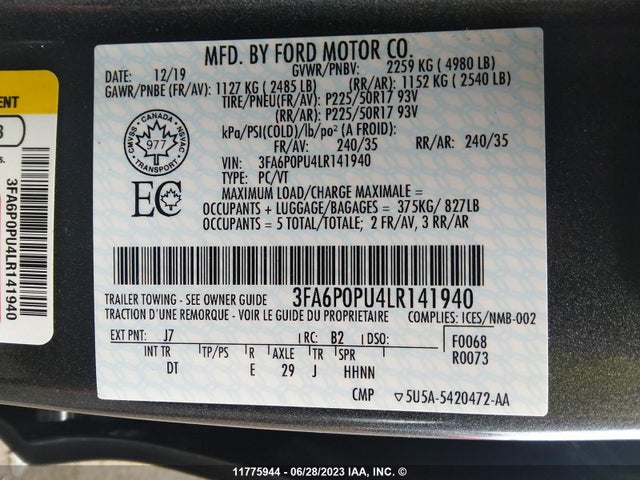 MFD. BY FORD MOTOR CO.
DATE: 12/19 GVWR/PNBV: 2259 KG ( 4980 LB)
GAWR/PNBE (FR/AV): 1127 KG ( 2485 LB) (RR/AR): 1152 KG ( 2540 LB)
TIRE/PNEU(FR/AV): P225/50R17 93V
(RR/AR): P225/50R17 93V
kPa/PSI(COLD)/lb/po² (A FROID):
FR/AV: 240/35 RR/AR: 240/35
VIN: 3FA6P0PU4LR141940
TYPE: PC/VT
MAXIMUM LOAD/CHARGE MAXIMALE =
OCCUPANTS + LUGGAGE/BAGAGES = 375KG/ 827LB
OCCUPANTS = 5 TOTAL/TOTALE: 2 FR/AV, 3 RR/AR
CMVSS • CANADA • NSVAC
977
TRANSPORT
EC
3FA6P0PU4LR141940
TRAILER TOWING - SEE OWNER GUIDE
TRACTION D'UNE REMORQUE - VOIR LE GUIDE DU PROPRIETAIRE COMPLIES: ICES/NMB-002
EXT PNT: J7 RC: B2 DSO: F0068
INT TR TP/PS R AXLE TR SPR R0073
DT E 29 J HHNN
CMP ▽5U5A-5420472-AA
ENT
3
s.
3FA6P0PU4LR141940
11775944 - 06/28/2023 IAA, Inc. ©